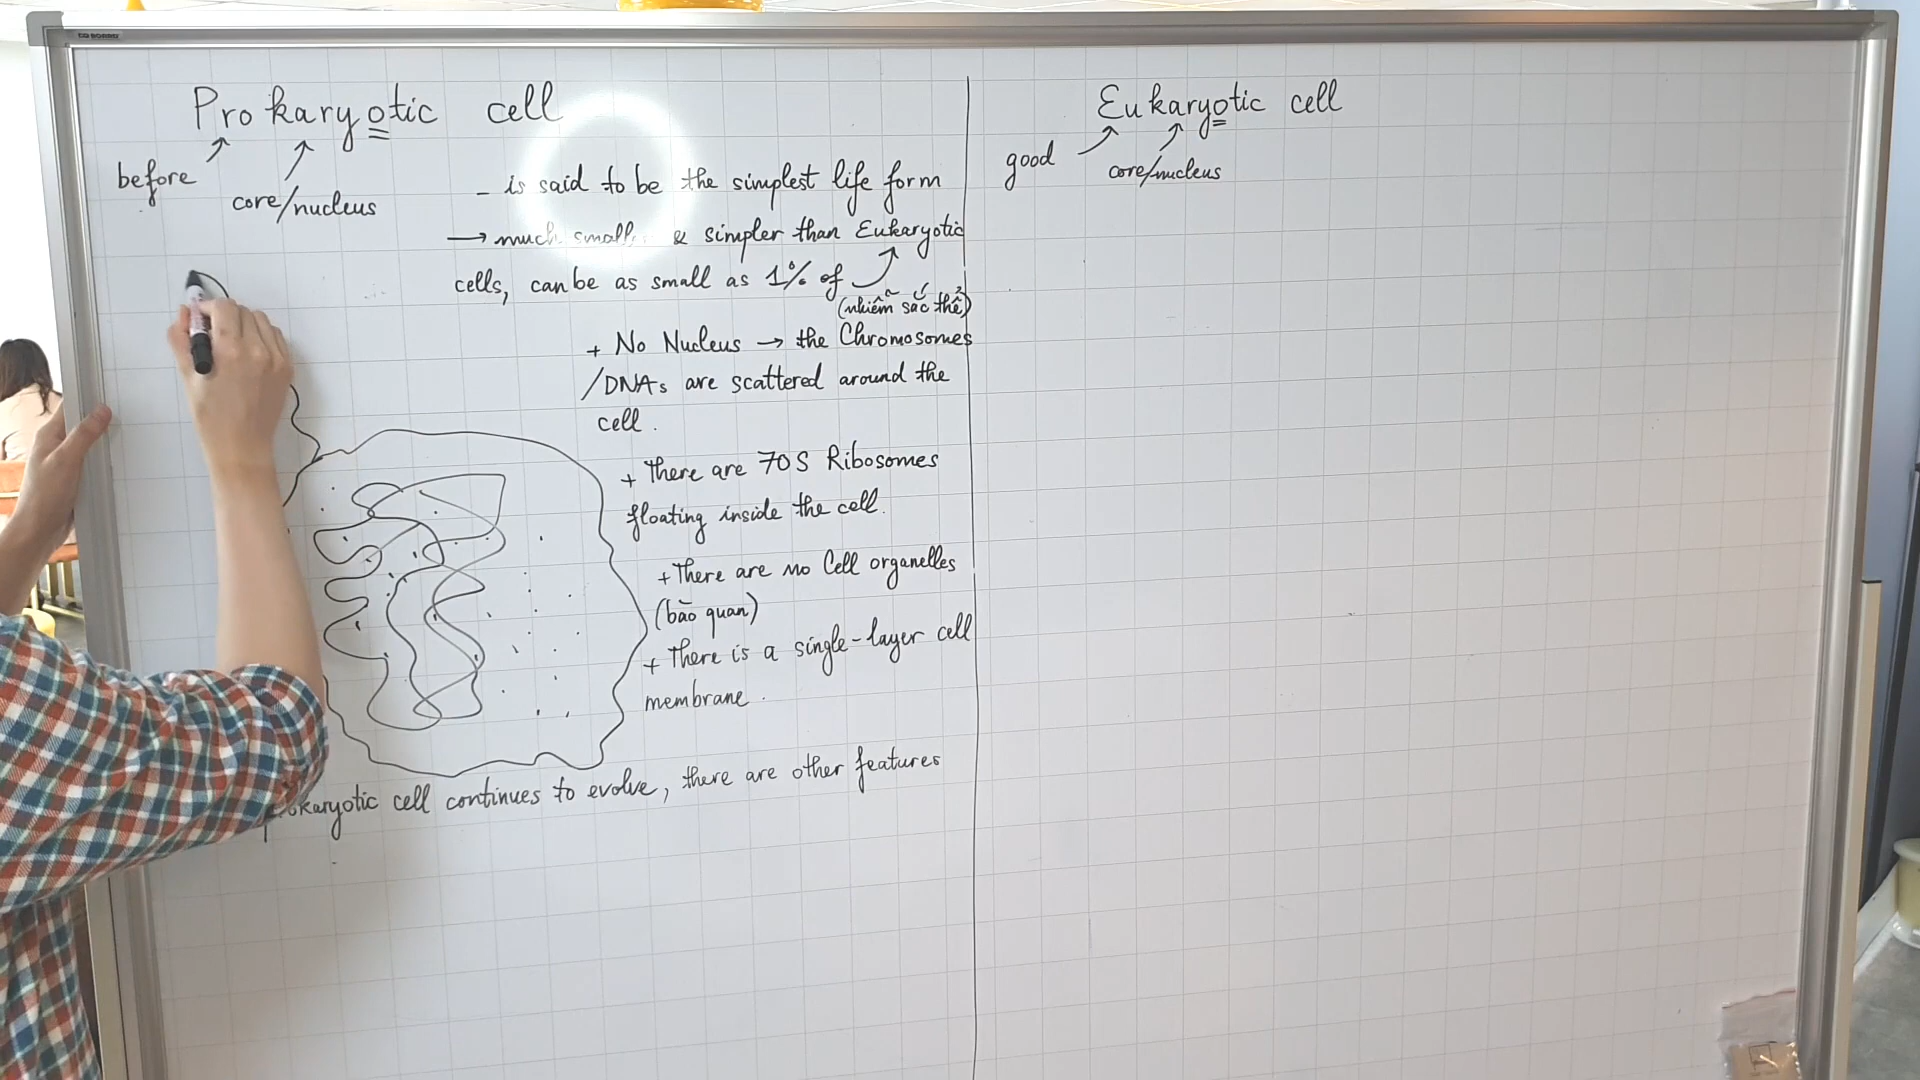 Prokaryotic cell
before
core/nucleus
- is said to be the simplest life form
→ much small & simpler than Eukaryotic
cells, can be as small as 1% of
(nhiễm sắc thể)
+ No Nucleus → the Chromosomes
/DNAs are scattered around the
cell.
+ There are 70S Ribosomes
floating inside the cell.
+ There are no Cell organelles
(bào quan)
+ There is a single-layer cell
membrane.
prokaryotic cell continues to evolve, there are other features
Eukaryotic cell
good
core/nucleus